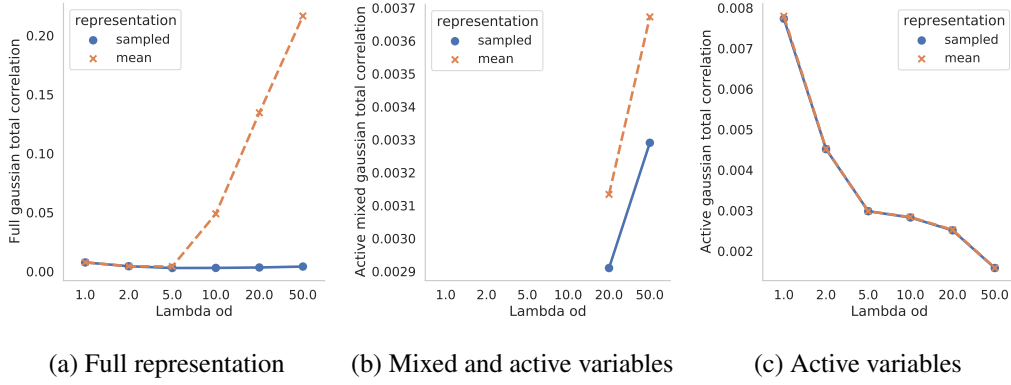 representation
sampled
mean
Full gaussian total correlation
0.20
0.15
0.10
0.05
0.00
1.0 2.0 5.0 10.0 20.0 50.0
Lambda od
(a) Full representation
representation
sampled
mean
Active mixed gaussian total correlation
0.0037
0.0036
0.0035
0.0034
0.0033
0.0032
0.0031
0.0030
0.0029
1.0 2.0 5.0 10.0 20.0 50.0
Lambda od
(b) Mixed and active variables
representation
sampled
mean
Active gaussian total correlation
0.008
0.007
0.006
0.005
0.004
0.003
0.002
1.0 2.0 5.0 10.0 20.0 50.0
Lambda od
(c) Active variables